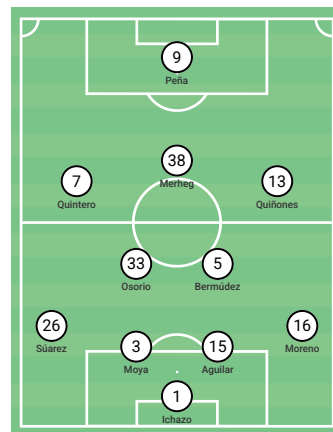 9
Peña
38
Merheg
7
Quintero
13
Quiñones
33
Osorio
5
Bermúdez
26
Súarez
16
Moreno
3
Moya
15
Aguilar
1
Ichazo